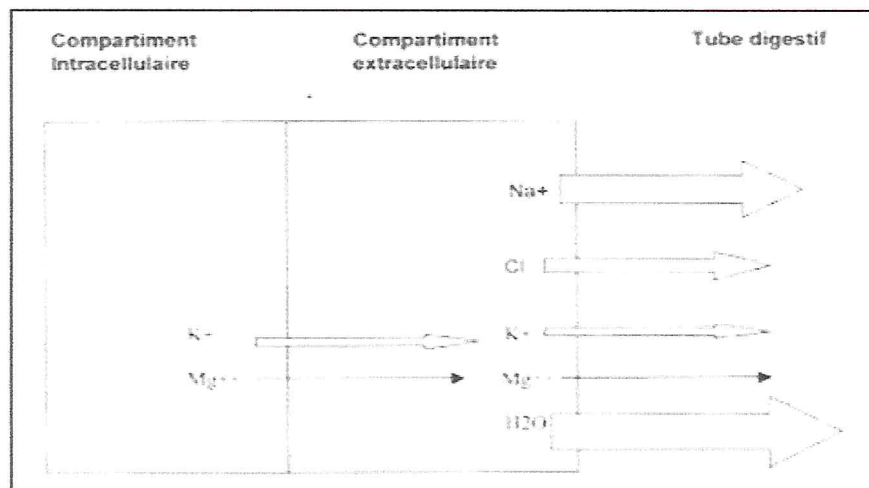 Compartiment Intracellulaire
Compartiment extracellulaire
Tube digestif
Na+
Cl
K+
K+
Mg++
Mg++
H2O